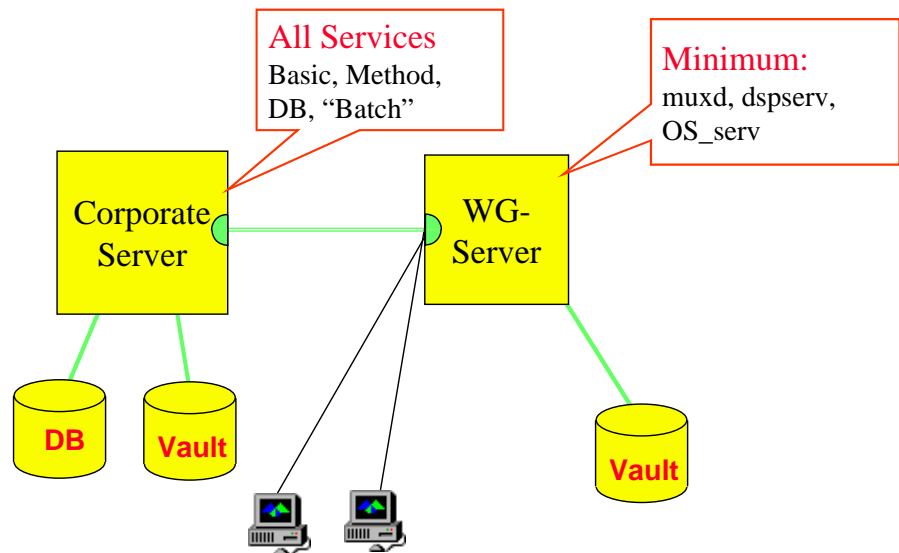 All Services
Basic, Method,
DB, “Batch”
Minimum:
muxd, dspserv,
OS_serv
Corporate
Server
WG-
Server
DB
Vault
Vault